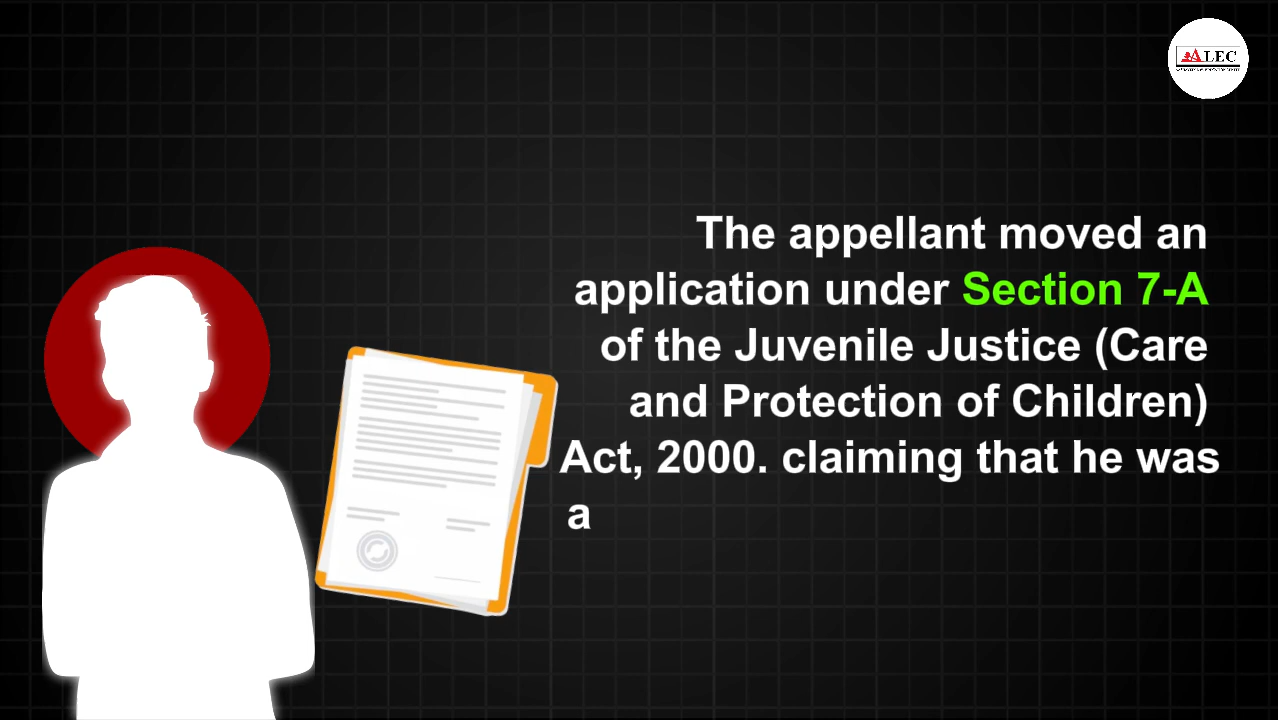 ALEC
The appellant moved an
application under Section 7-A
of the Juvenile Justice (Care
and Protection of Children)
Act, 2000. claiming that he was
a